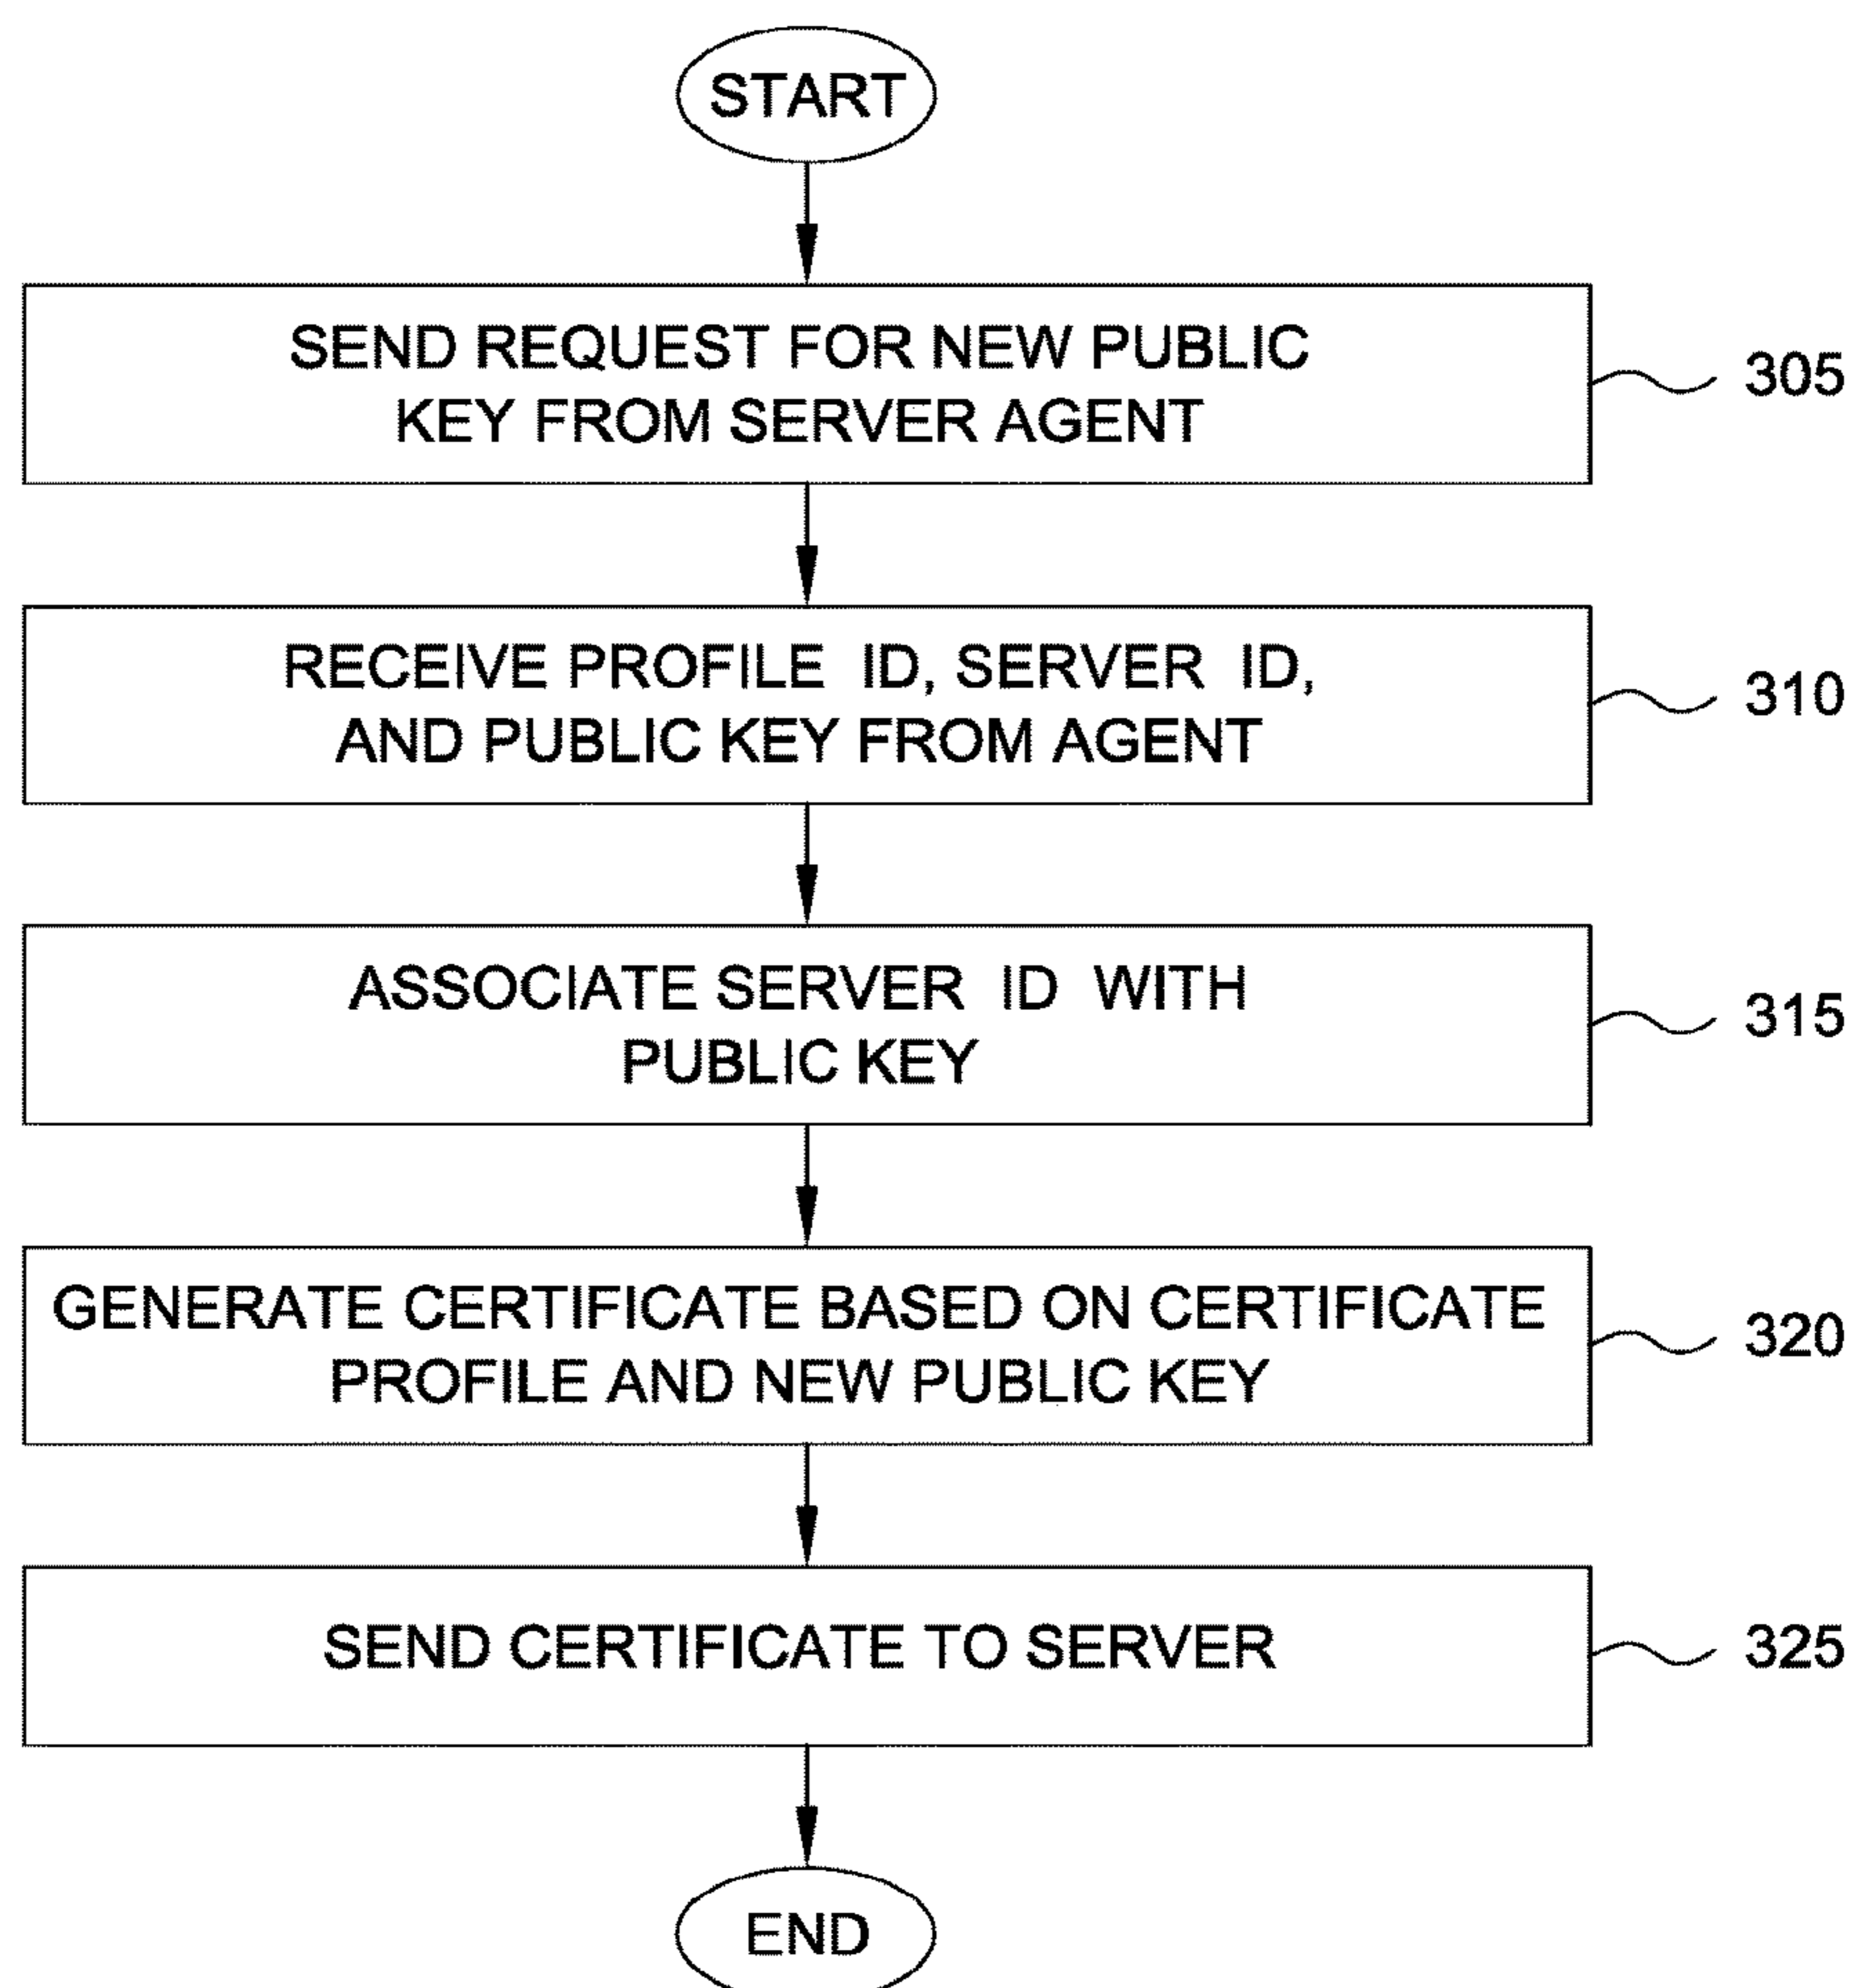 START
SEND REQUEST FOR NEW PUBLIC
KEY FROM SERVER AGENT
305
RECEIVE PROFILE ID, SERVER ID,
AND PUBLIC KEY FROM AGENT
310
ASSOCIATE SERVER ID WITH
PUBLIC KEY
315
GENERATE CERTIFICATE BASED ON CERTIFICATE
PROFILE AND NEW PUBLIC KEY
320
SEND CERTIFICATE TO SERVER
325
END